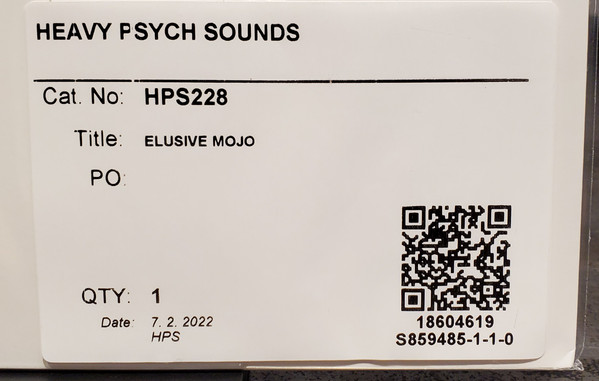 HEAVY PSYCH SOUNDS
Cat. No: HPS228
Title: ELUSIVE MOJO
PO:
QTY: 1
Date: 7. 2. 2022
HPS
18604619
S859485-1-1-0